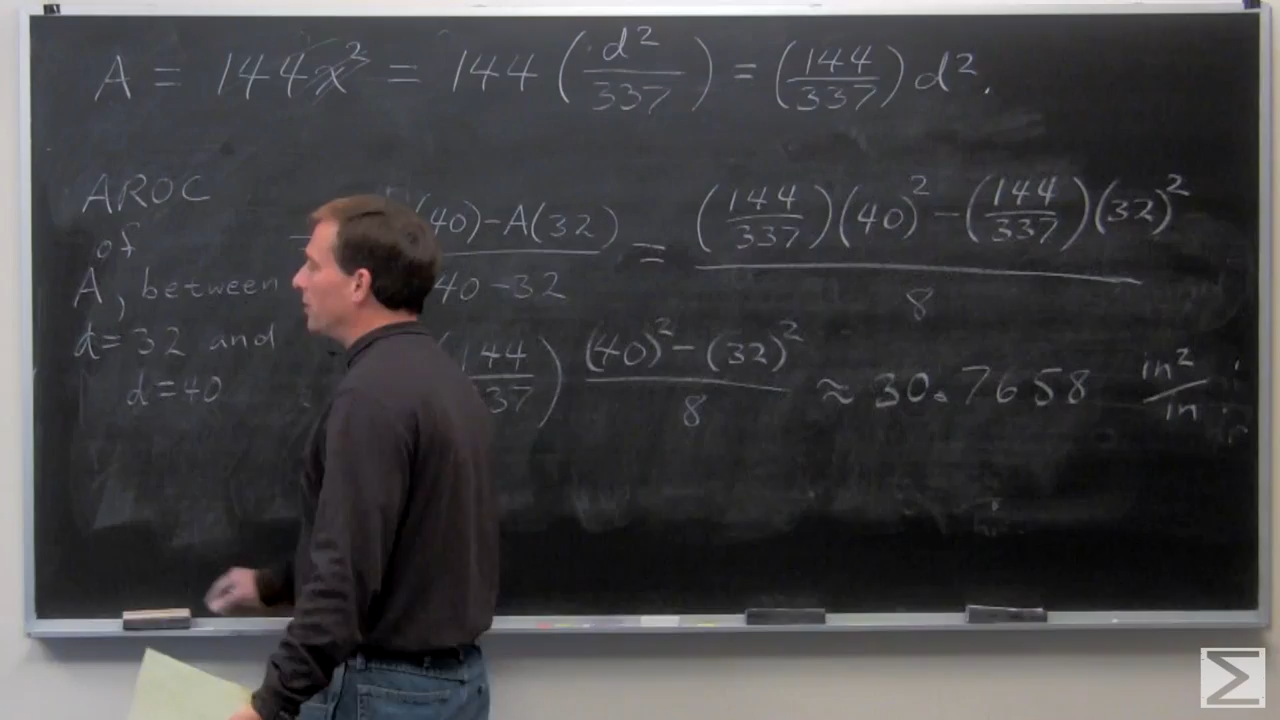 A = 144x² = 144 (d²/337) = (144/337) d².
AROC
of
A, between
d=32 and
d=40
(40)-A(32) / 40-32 = ((144/337)(40)² - (144/337)(32)²) / 8
144/37) ((40)² - (32)²) / 8 ≈ 30.7658 in²/in
Σ